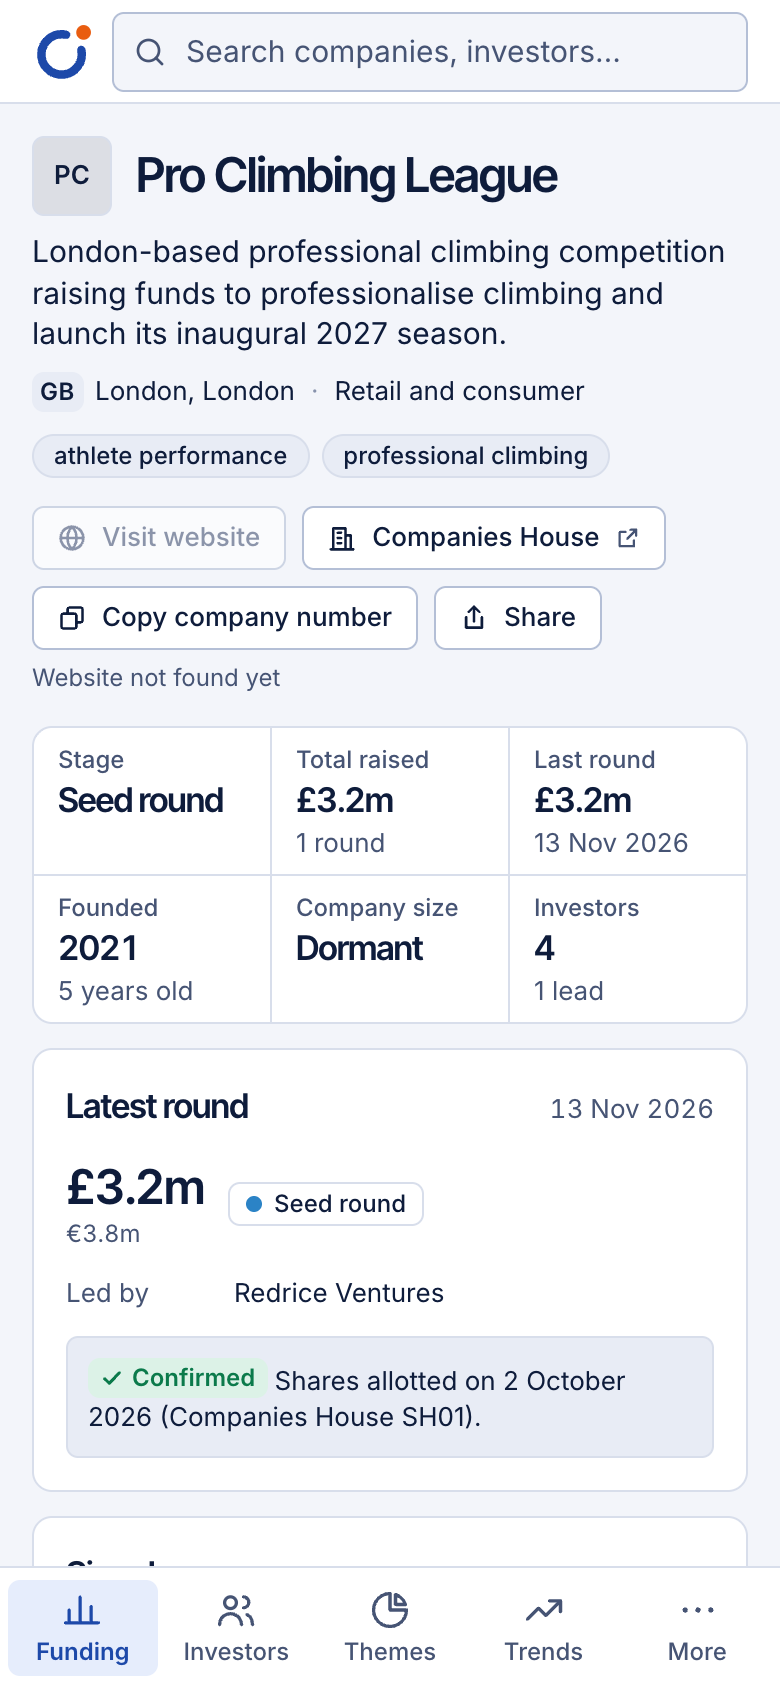 Search companies, investors...
PC
Pro Climbing League
London-based professional climbing competition
raising funds to professionalise climbing and
launch its inaugural 2027 season.
GB London, London · Retail and consumer
athlete performance professional climbing
Visit website Companies House
Copy company number Share
Website not found yet
Stage Total raised Last round
Seed round £3.2m £3.2m
1 round 13 Nov 2026
Founded Company size Investors
2021 Dormant 4
5 years old 1 lead
Latest round 13 Nov 2026
£3.2m Seed round
€3.8m
Led by Redrice Ventures
Confirmed Shares allotted on 2 October
2026 (Companies House SH01).
Funding Investors Themes Trends More